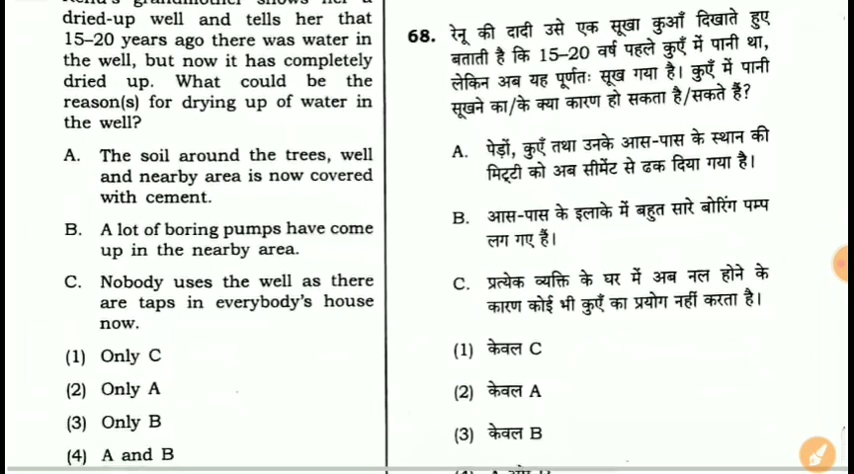 dried-up well and tells her that
15–20 years ago there was water in
the well, but now it has completely
dried up. What could be the
reason(s) for drying up of water in
the well?
A. The soil around the trees, well
and nearby area is now covered
with cement.
B. A lot of boring pumps have come
up in the nearby area.
C. Nobody uses the well as there
are taps in everybody's house
now.
(1) Only C
(2) Only A
(3) Only B
(4) A and B
68. रेनू की दादी उसे एक सूखा कुआँ दिखाते हुए
बताती है कि 15–20 वर्ष पहले कुएँ में पानी था,
लेकिन अब यह पूर्णतः सूख गया है। कुएँ में पानी
सूखने का/के क्या कारण हो सकता है/सकते हैं?
A. पेड़ों, कुएँ तथा उनके आस-पास के स्थान की
मिट्टी को अब सीमेंट से ढक दिया गया है।
B. आस-पास के इलाके में बहुत सारे बोरिंग पम्प
लग गए हैं।
C. प्रत्येक व्यक्ति के घर में अब नल होने के
कारण कोई भी कुएँ का प्रयोग नहीं करता है।
(1) केवल C
(2) केवल A
(3) केवल B